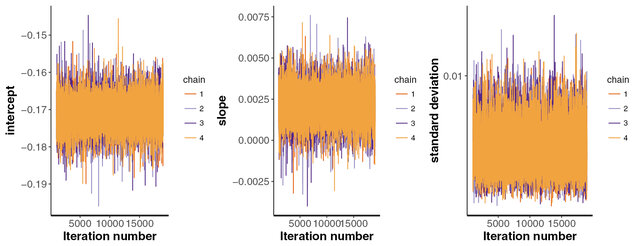 intercept
−0.15
−0.16
−0.17
−0.18
−0.19
5000 10000 15000
Iteration number
chain
1
2
3
4
slope
0.0075
0.0050
0.0025
0.0000
−0.0025
5000 10000 15000
Iteration number
chain
1
2
3
4
standard deviation
0.01
5000 10000 15000
Iteration number
chain
1
2
3
4